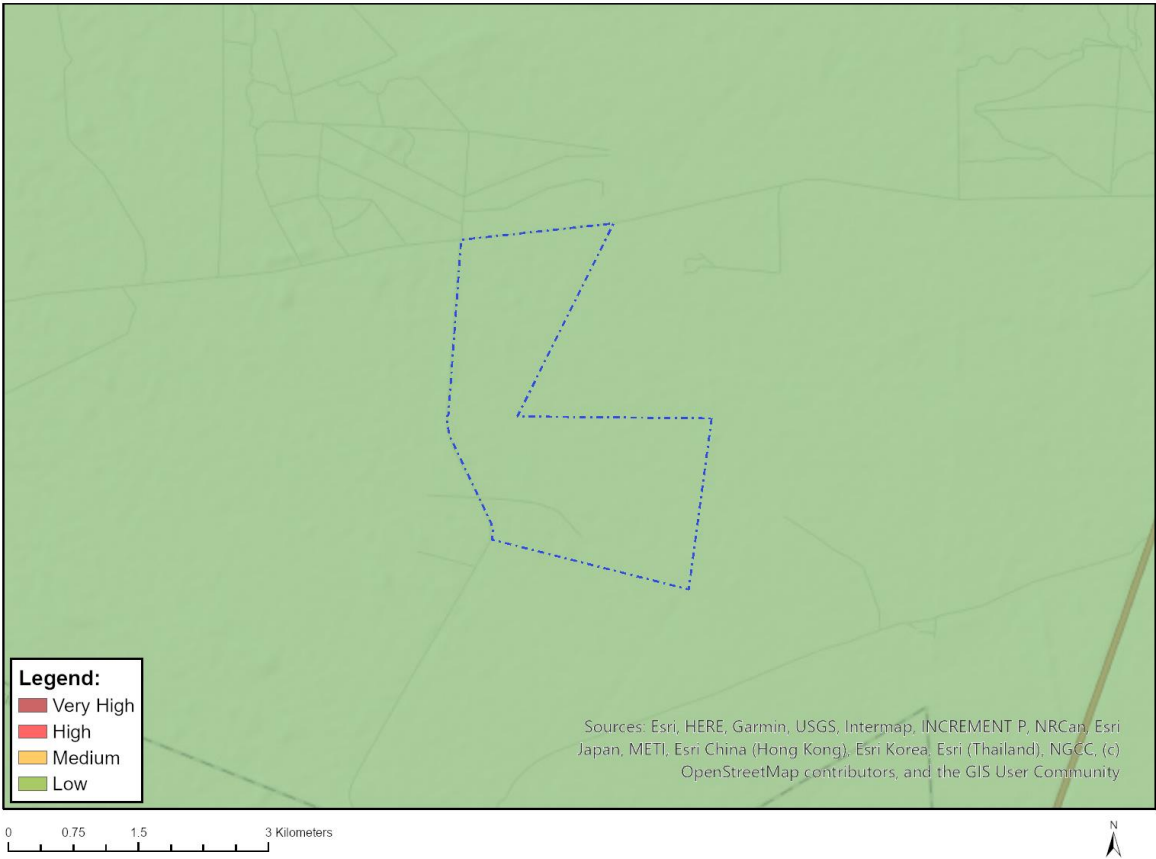 Legend:
Very High
High
Medium
Low
Sources: Esri, HERE, Garmin, USGS, Intermap, INCREMENT P, NRCan, Esri
Japan, METI, Esri China (Hong Kong), Esri Korea, Esri (Thailand), NGCC, (c)
OpenStreetMap contributors, and the GIS User Community
0 0.75 1.5 3 Kilometers
N